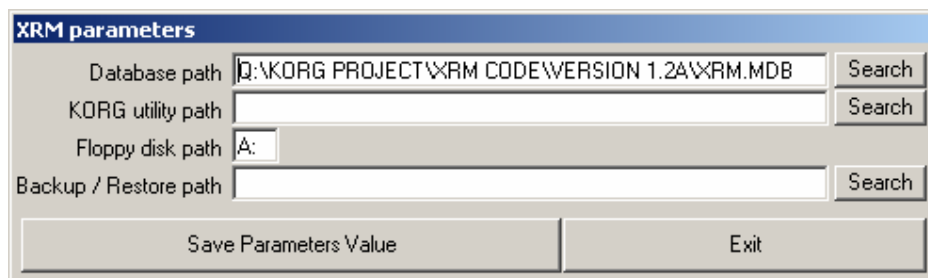 XRM parameters
Database path Q:\KORG PROJECT\XRM CODE\VERSION 1.2A\XRM.MDB Search
KORG utility path Search
Floppy disk path A:
Backup / Restore path Search
Save Parameters Value Exit